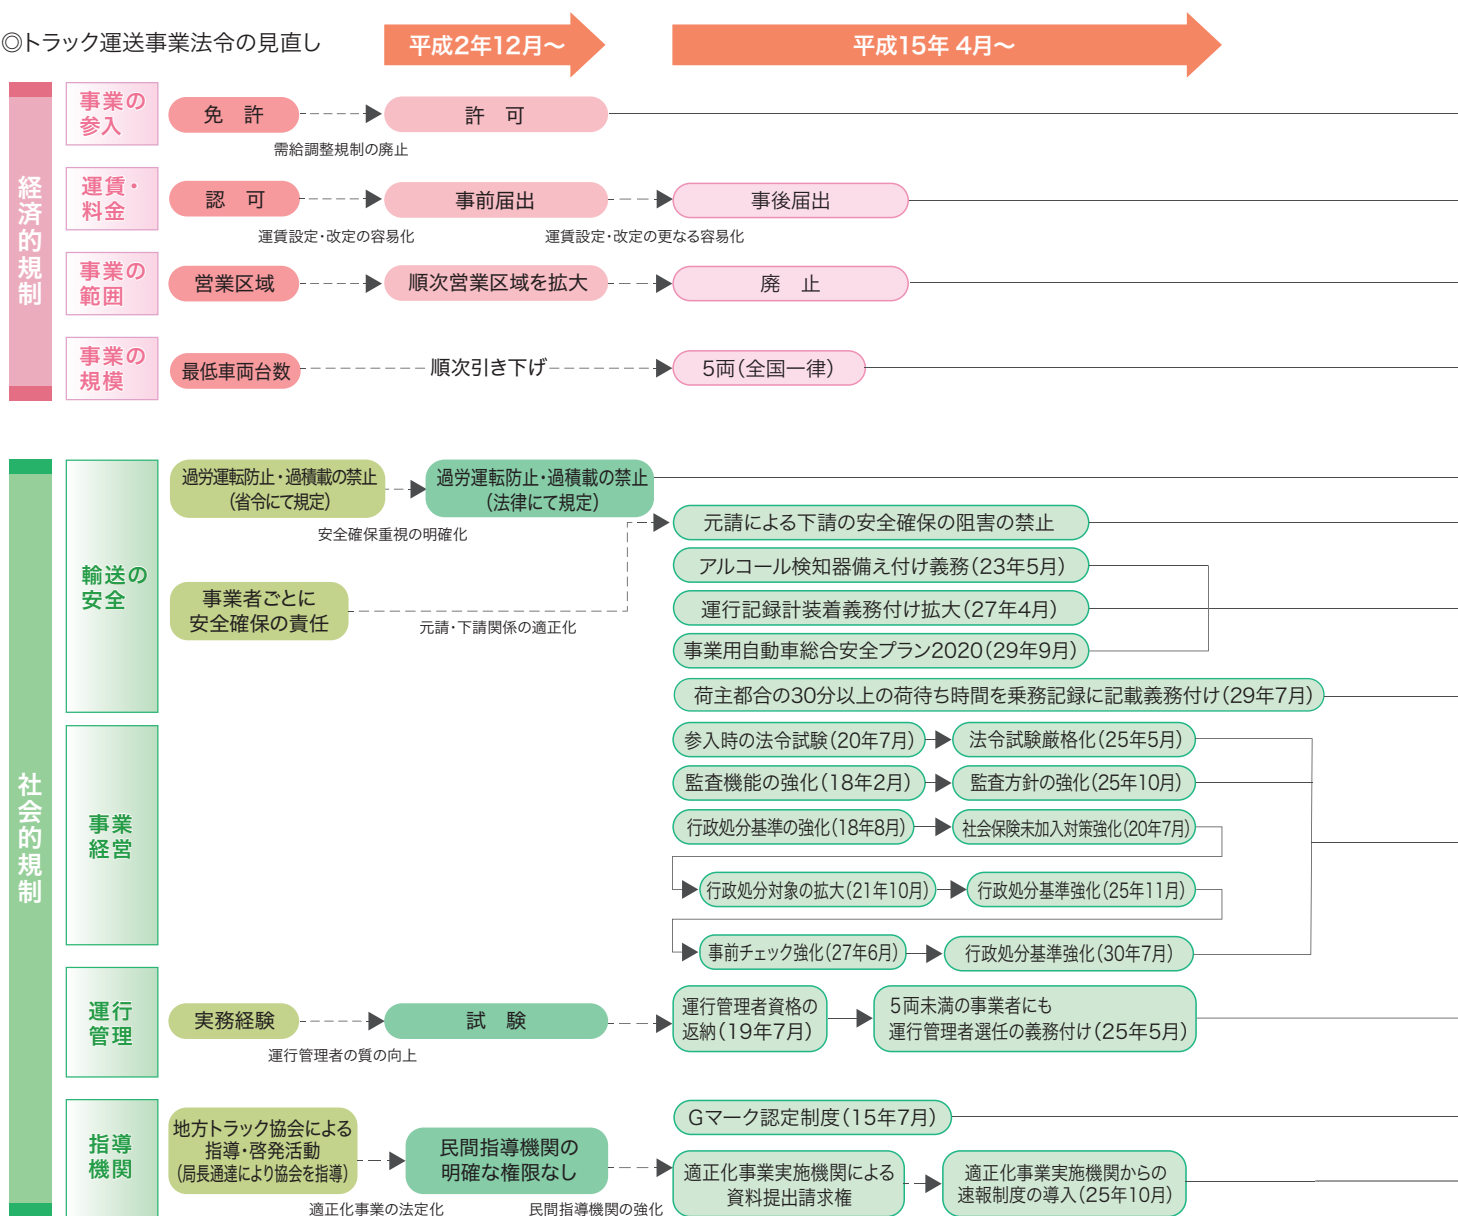 ◎トラック運送事業法令の見直し
平成2年12月～
平成15年 4月～
経済的規制
事業の
参入
免　許
許　可
需給調整規制の廃止
運賃・
料金
認　可
事前届出
事後届出
運賃設定・改定の容易化
運賃設定・改定の更なる容易化
事業の
範囲
営業区域
順次営業区域を拡大
廃　止
事業の
規模
最低車両台数
順次引き下げ
5両（全国一律）
社会的規制
輸送の
安全
過労運転防止・過積載の禁止
（省令にて規定）
過労運転防止・過積載の禁止
（法律にて規定）
安全確保重視の明確化
元請による下請の安全確保の阻害の禁止
アルコール検知器備え付け義務（23年5月）
事業者ごとに
安全確保の責任
元請・下請関係の適正化
運行記録計装着義務付け拡大（27年4月）
事業用自動車総合安全プラン2020（29年9月）
荷主都合の30分以上の荷待ち時間を乗務記録に記載義務付け（29年7月）
事業
経営
参入時の法令試験（20年7月）
法令試験厳格化（25年5月）
監査機能の強化（18年2月）
監査方針の強化（25年10月）
行政処分基準の強化（18年8月）
社会保険未加入対策強化（20年7月）
行政処分対象の拡大（21年10月）
行政処分基準強化（25年11月）
事前チェック強化（27年6月）
行政処分基準強化（30年7月）
運行
管理
実務経験
試　験
運行管理者の質の向上
運行管理者資格の
返納（19年7月）
5両未満の事業者にも
運行管理者選任の義務付け（25年5月）
指導
機関
地方トラック協会による
指導・啓発活動
（局長通達により協会を指導）
民間指導機関の
明確な権限なし
適正化事業の法定化
民間指導機関の強化
Gマーク認定制度（15年7月）
適正化事業実施機関による
資料提出請求権
適正化事業実施機関からの
速報制度の導入（25年10月）